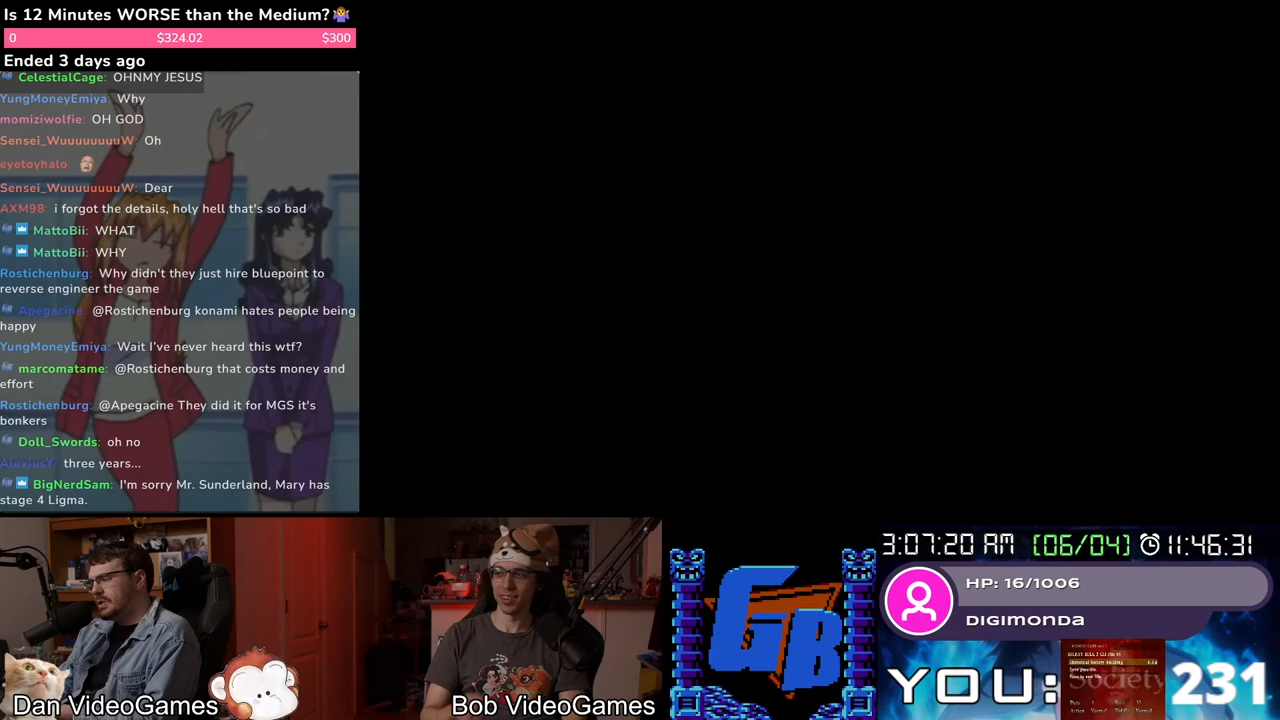 Is 12 Minutes WORSE than the Medium?🤷‍♀️
0 $324.02 $300
Ended 3 days ago
CelestialCage: OHNMY JESUS
YungMoneyEmiya: Why
momiziwolfie: OH GOD
Sensei_WuuuuuuuuW: Oh
eyetoyhalo:
Sensei_WuuuuuuuuW: Dear
AXM98: i forgot the details, holy hell that's so bad
MattoBii: WHAT
MattoBii: WHY
Rostichenburg: Why didn't they just hire bluepoint to
reverse engineer the game
Apegacine: @Rostichenburg konami hates people being
happy
YungMoneyEmiya: Wait I've never heard this wtf?
marcomatame: @Rostichenburg that costs money and
effort
Rostichenburg: @Apegacine They did it for MGS it's
bonkers
Doll_Swords: oh no
AlexiusY: three years...
BigNerdSam: I'm sorry Mr. Sunderland, Mary has
stage 4 Ligma.
Dan VideoGames
Bob VideoGames
GB
3:07:20 AM [06/04] 11:46:31
HP: 16/1006
DIGIMONDA
YOU:
Society
231